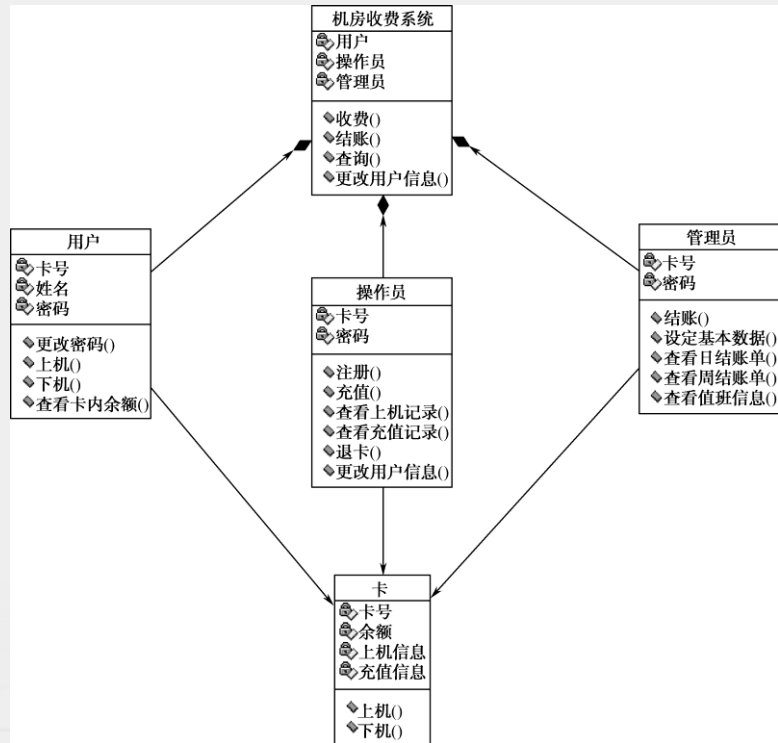 机房收费系统
用户
操作员
管理员
收费()
结账()
查询()
更改用户信息()
用户
卡号
姓名
密码
更改密码()
上机()
下机()
查看卡内余额()
操作员
卡号
密码
注册()
充值()
查看上机记录()
查看充值记录()
退卡()
更改用户信息()
管理员
卡号
密码
结账()
设定基本数据()
查看日结账单()
查看周结账单()
查看值班信息()
卡
卡号
余额
上机信息
充值信息
上机()
下机()